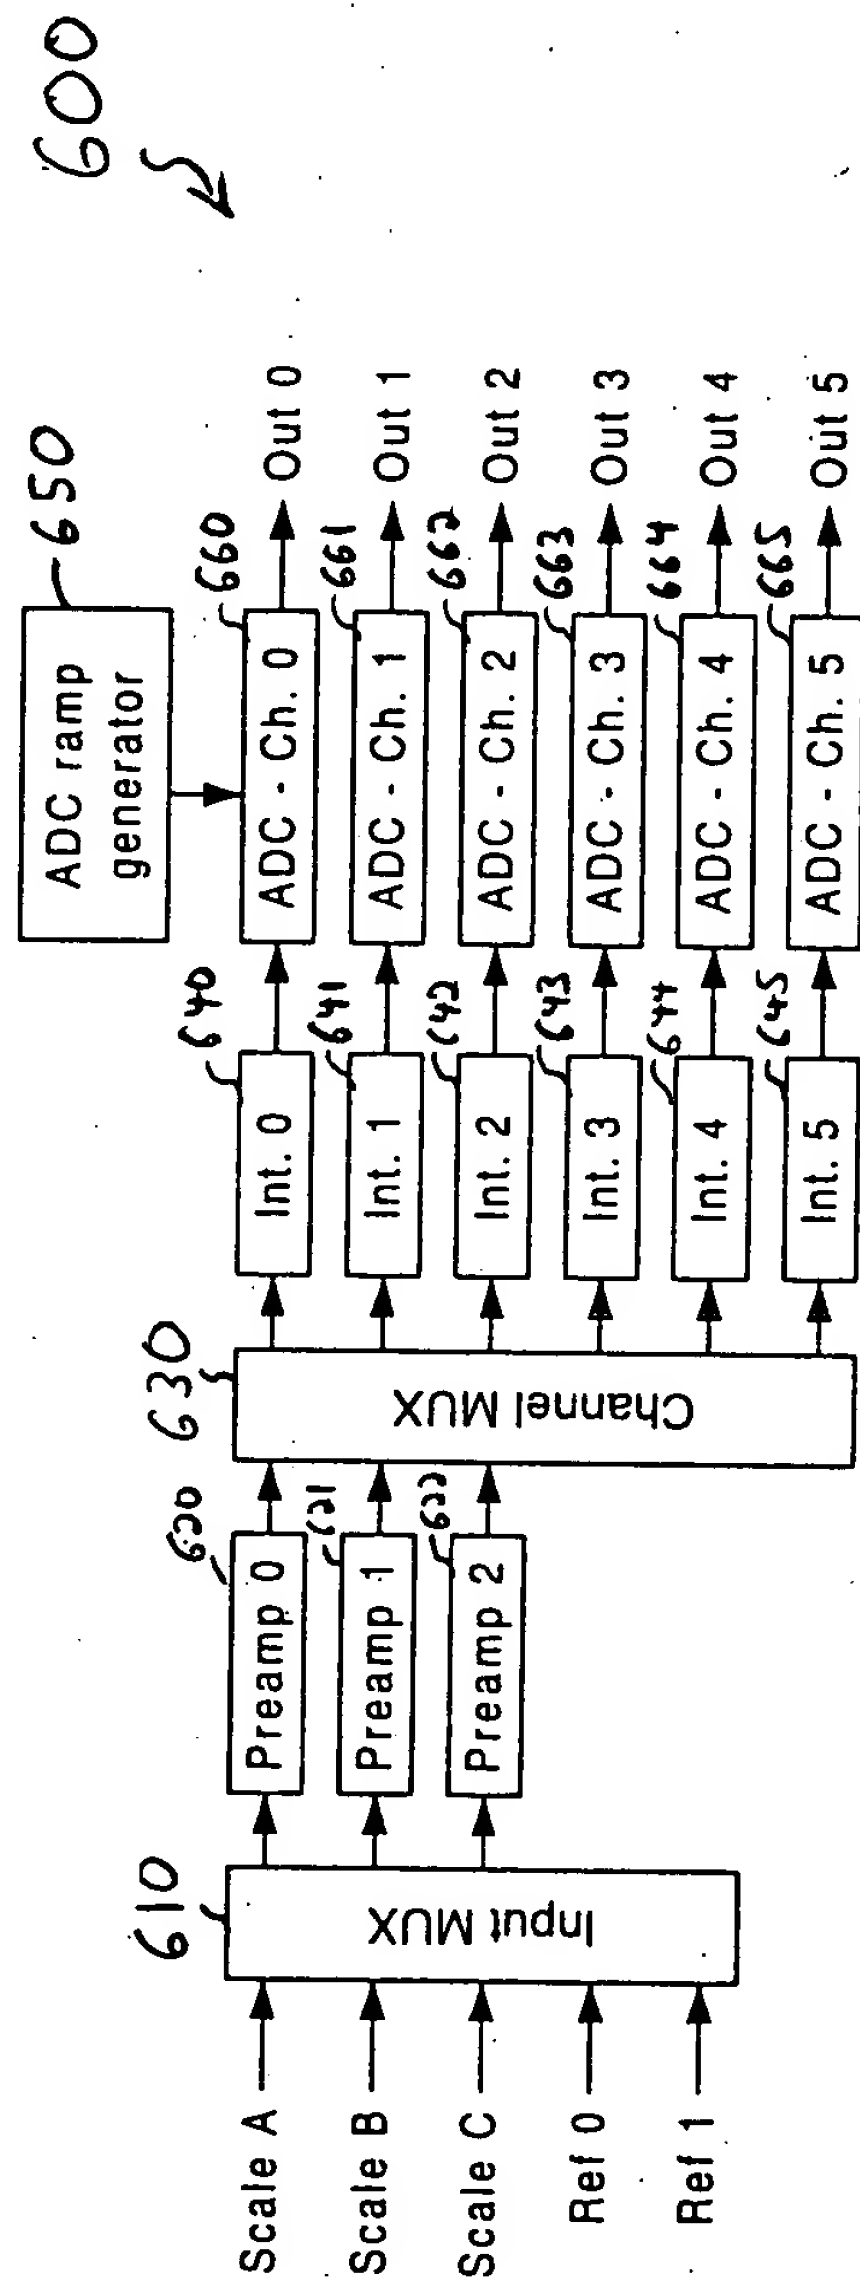 600
650
ADC ramp
generator
Scale A
Scale B
Scale C
Ref 0
Ref 1
610
Input MUX
620
Preamp 0
621
Preamp 1
622
Preamp 2
630
Channel MUX
640
Int. 0
641
Int. 1
642
Int. 2
643
Int. 3
644
Int. 4
645
Int. 5
660
ADC - Ch. 0
661
ADC - Ch. 1
662
ADC - Ch. 2
663
ADC - Ch. 3
664
ADC - Ch. 4
665
ADC - Ch. 5
Out 0
Out 1
Out 2
Out 3
Out 4
Out 5